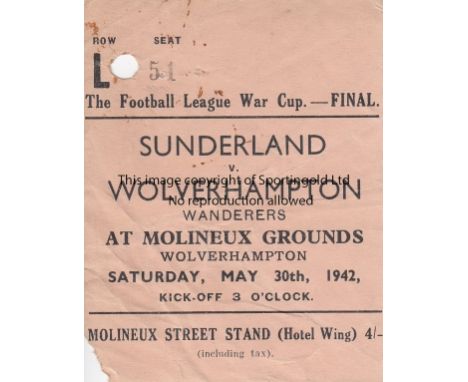 ROW SEAT
L 51
The Football League War Cup.—FINAL.
SUNDERLAND
v.
This image copyright of Sportingold Ltd
WOLVERHAMPTON
No reproduction allowed
WANDERERS
AT MOLINEUX GROUNDS
WOLVERHAMPTON
SATURDAY, MAY 30th, 1942,
KICK-OFF 3 O'CLOCK.
MOLINEUX STREET STAND (Hotel Wing) 4/-
(including tax).